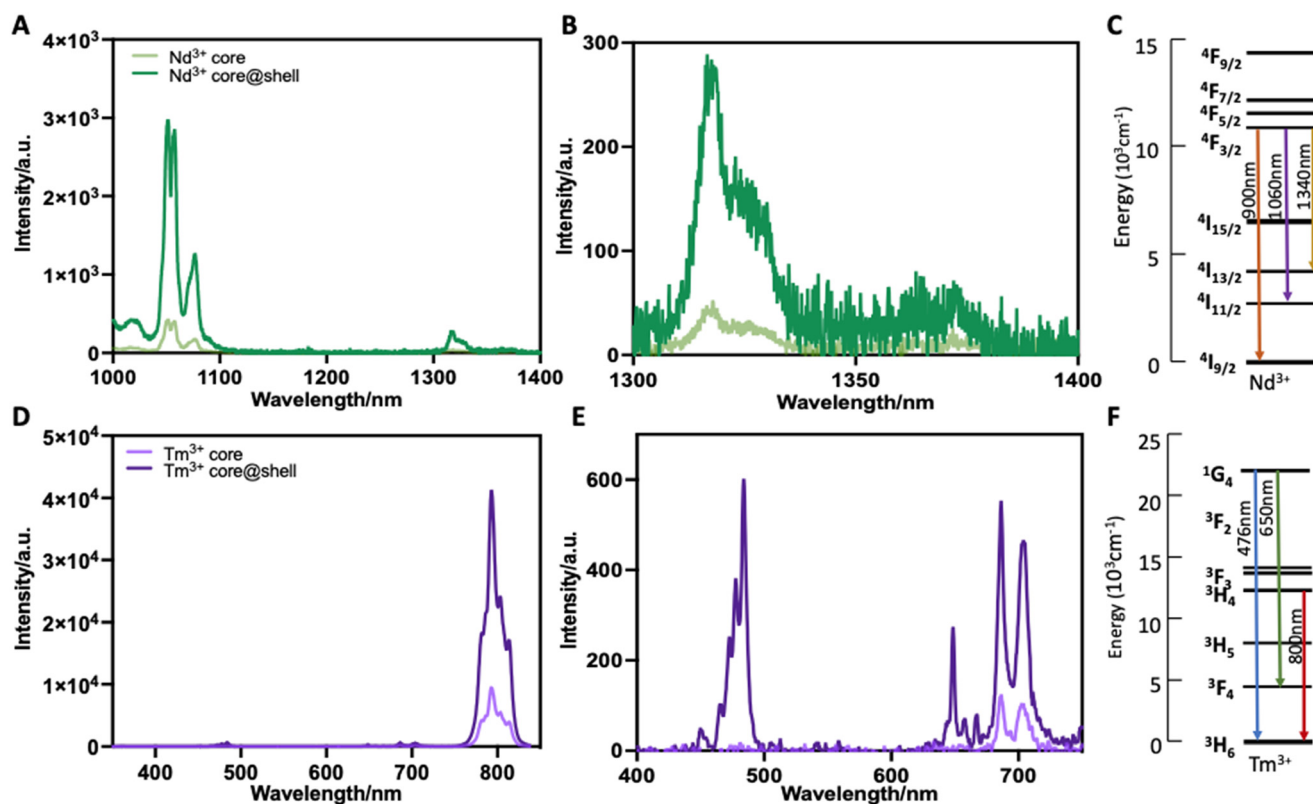 A
4×10³
3×10³
2×10³
1×10³
0
Intensity/a.u.
Nd³⁺ core
Nd³⁺ core@shell
1000
1100
1200
1300
1400
Wavelength/nm
B
300
200
100
0
Intensity/a.u.
1300
1350
1400
Wavelength/nm
C
15
10
5
0
Energy (10³cm⁻¹)
⁴F₉/₂
⁴F₇/₂
⁴F₅/₂
⁴F₃/₂
⁴I₁₅/₂
⁴I₁₃/₂
⁴I₁₁/₂
⁴I₉/₂
900nm
1060nm
1340nm
Nd³⁺
D
5×10⁴
4×10⁴
3×10⁴
2×10⁴
1×10⁴
0
Intensity/a.u.
Tm³⁺ core
Tm³⁺ core@shell
400
500
600
700
800
Wavelength/nm
E
600
400
200
0
Intensity/a.u.
400
500
600
700
Wavelength/nm
F
25
20
15
10
5
0
Energy (10³cm⁻¹)
¹G₄
³F₂
³F₃
³H₄
³H₅
³F₄
³H₆
476nm
650nm
800nm
Tm³⁺